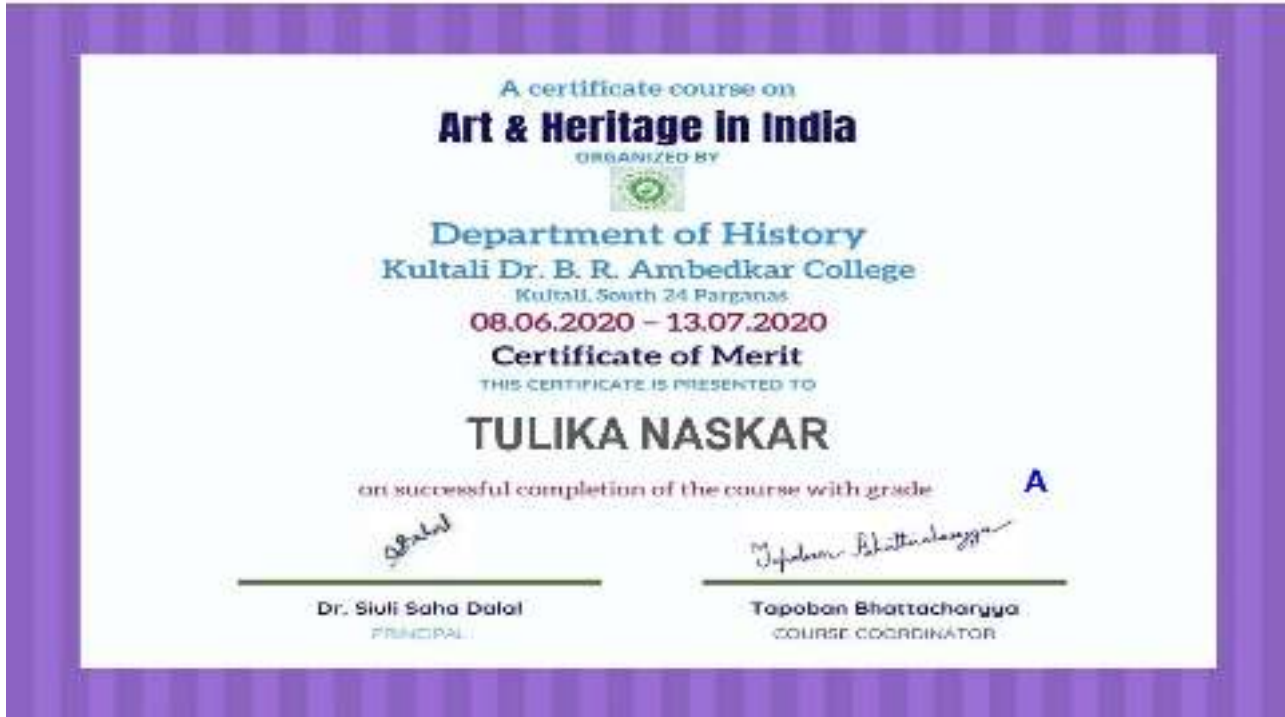 A certificate course on
Art & Heritage in India
ORGANIZED BY
Department of History
Kultali Dr. B. R. Ambedkar College
Kultali, South 24 Parganas
08.06.2020 – 13.07.2020
Certificate of Merit
THIS CERTIFICATE IS PRESENTED TO
TULIKA NASKAR
on successful completion of the course with grade A
Tapoban Bhattacharyya
Dr. Siuli Saha Dalal
Tapoban Bhattacharyya
PRINCIPAL
COURSE COORDINATOR